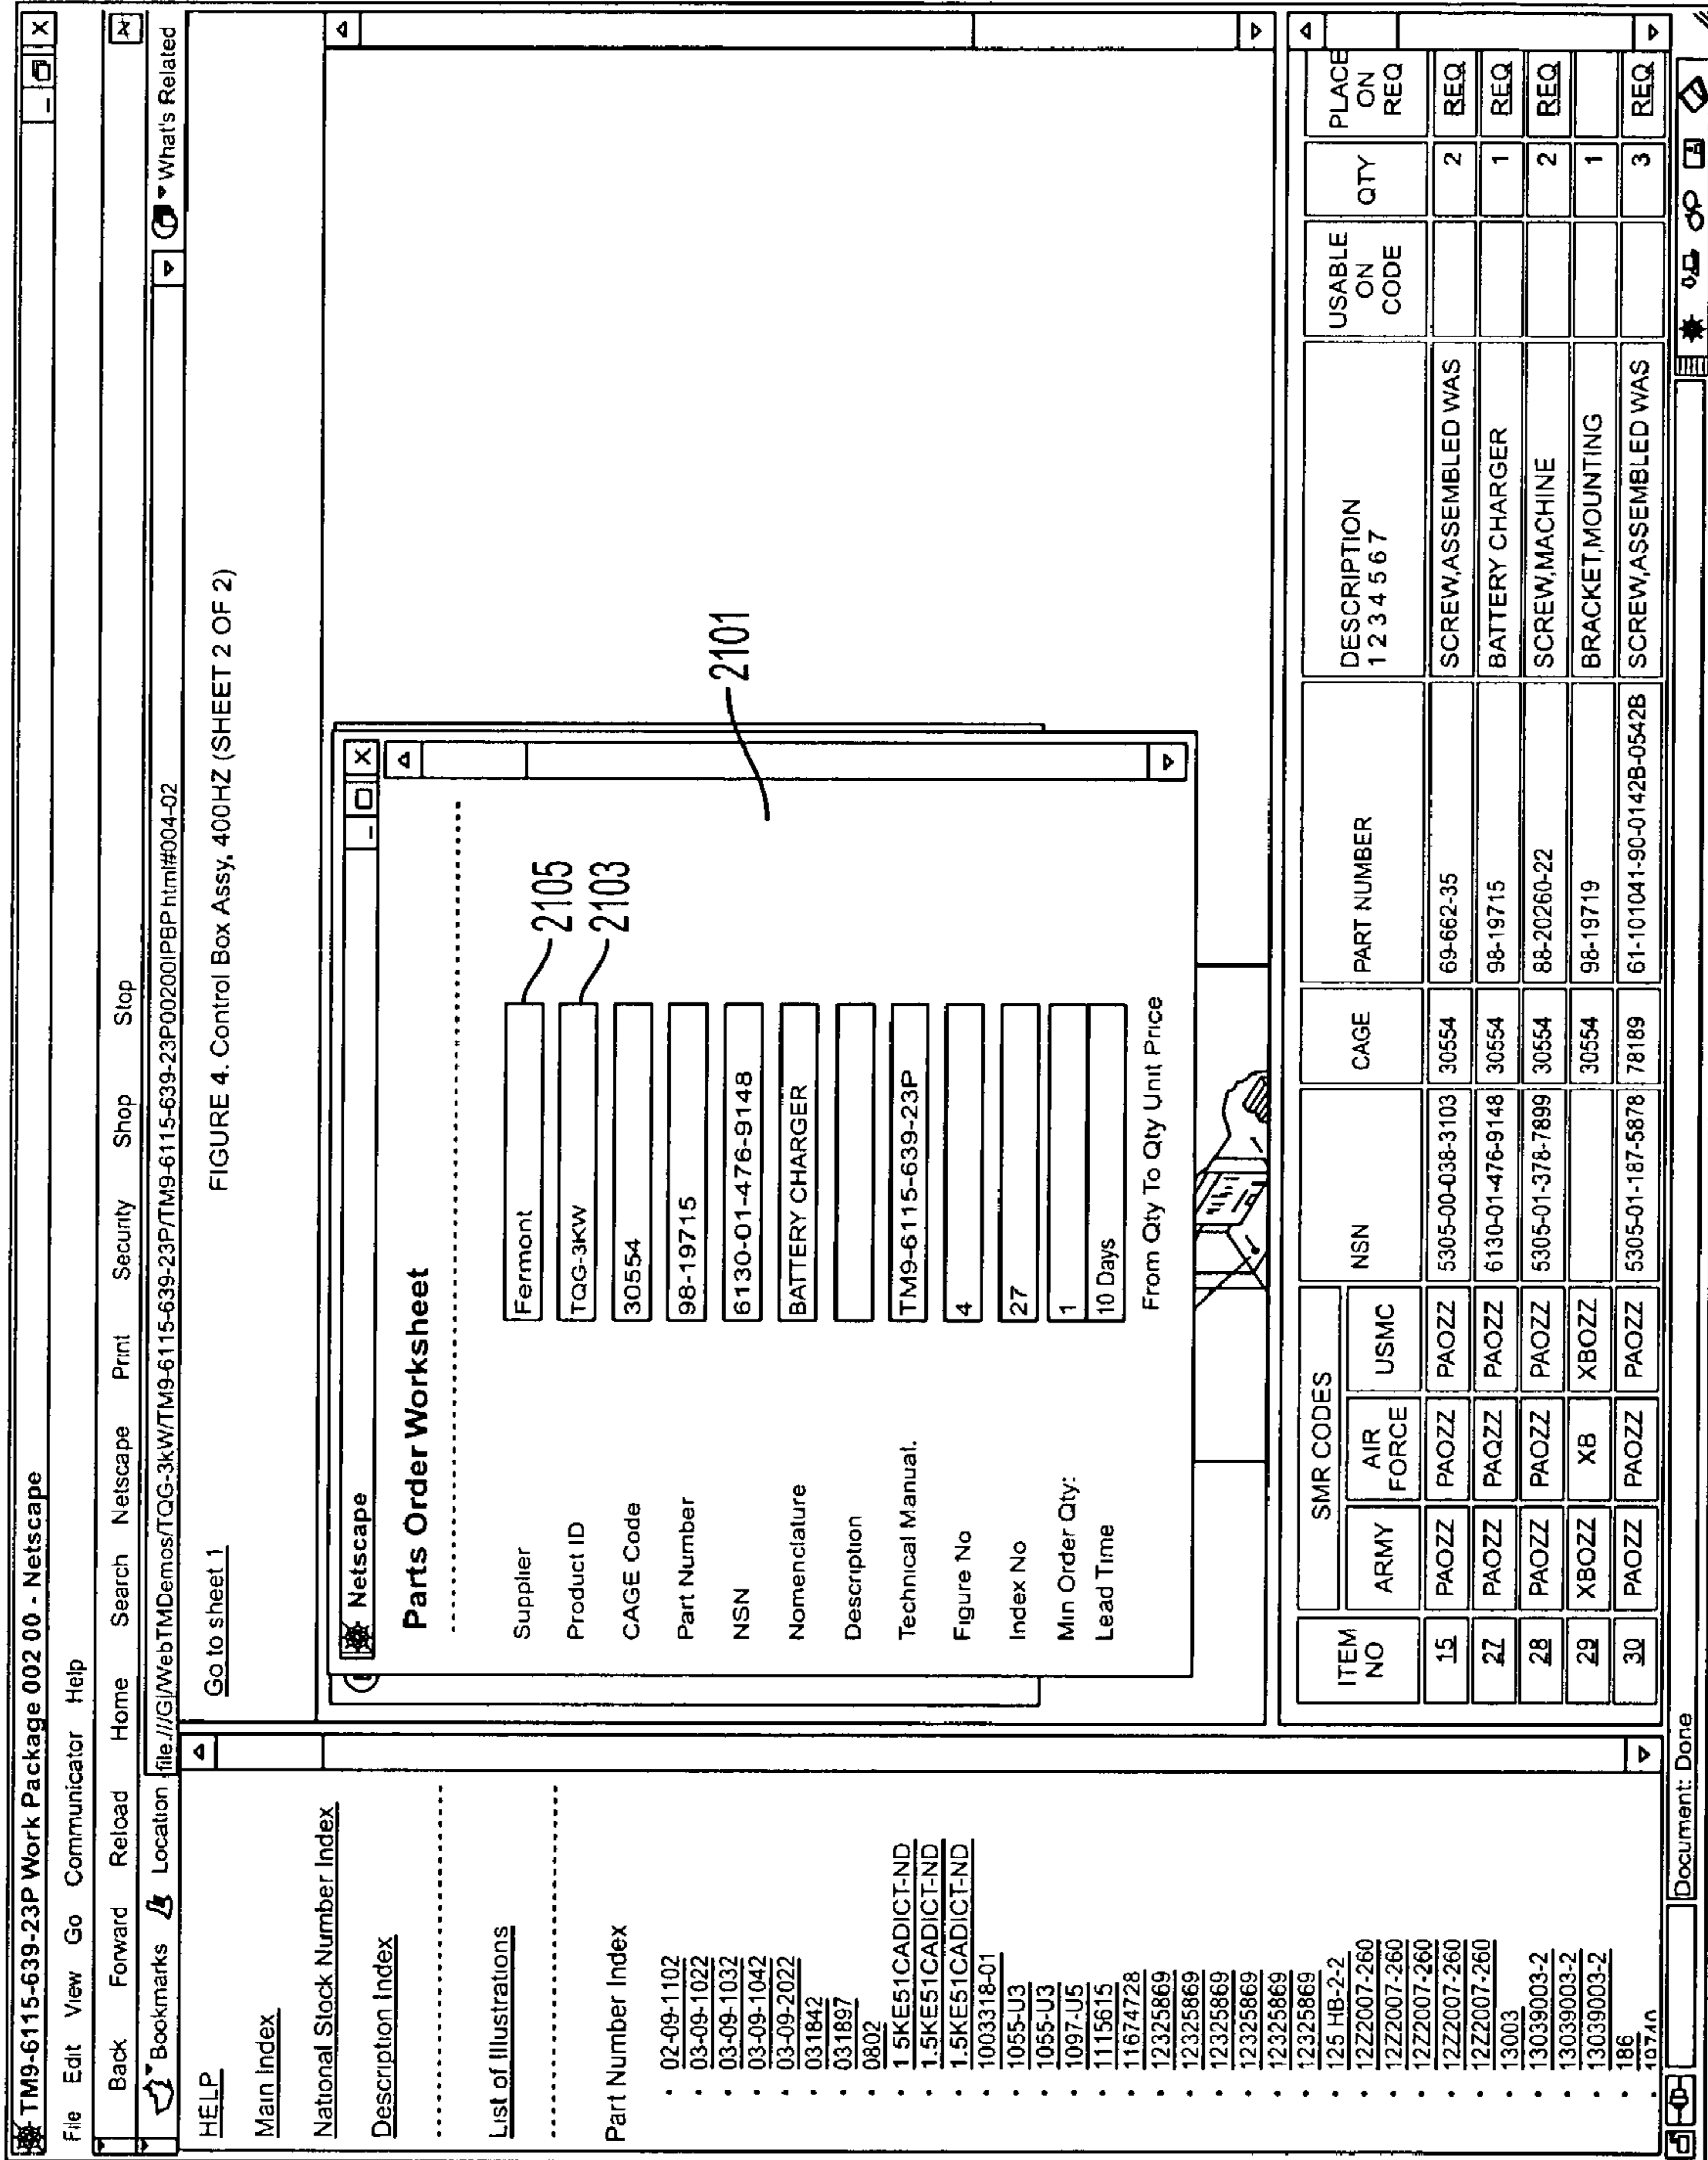 TM9-6115-639-23P Work Package 002 00 - Netscape
File Edit View Go Communicator Help
Back Forward Reload Home Search Netscape Print Security Shop Stop
Bookmarks Location file:///G|/WebTMDemos/TQG-3kW/TM9-6115-639-23P/TM9-6115-639-23P00200IPBPhtml#004-02 What's Related
HELP
Main Index
National Stock Number Index
Description Index
List of Illustrations
Part Number Index
02-09-1102
03-09-1022
03-09-1032
03-09-1042
03-09-2022
031842
031897
0802
1 5KE51CADICT-ND
1.5KE51CADICT-ND
1.5KE51CADICT-ND
1003318-01
1055-U3
1055-U3
1097-U5
1115615
11674728
12325869
12325869
12325869
12325869
12325869
12325869
125 HB-2-2
12Z2007-260
12Z2007-260
12Z2007-260
12Z2007-260
12Z2007-260
13003
13039003-2
13039003-2
13039003-2
186
Go to sheet 1
FIGURE 4. Control Box Assy, 400HZ (SHEET 2 OF 2)
Netscape
Parts Order Worksheet
Supplier Fermont 2105
Product ID TQG-3KW 2103
CAGE Code 30554
Part Number 98-19715
NSN 6130-01-476-9148
Nomenclature BATTERY CHARGER
Description
Technical Manual. TM9-6115-639-23P
Figure No 4
Index No 27
Min Order Qty: 1
Lead Time 10 Days
From Qty To Qty Unit Price
2101
ITEM NO SMR CODES ARMY AIR FORCE USMC NSN CAGE PART NUMBER DESCRIPTION 1 2 3 4 5 6 7 USABLE ON CODE QTY PLACE ON REQ
15 PAOZZ PAOZZ PAOZZ 5305-00-038-3103 30554 69-662-35 SCREW,ASSEMBLED WAS 2 REQ
27 PAOZZ PAQZZ PAOZZ 6130-01-476-9148 30554 98-19715 BATTERY CHARGER 1 REQ
28 PAOZZ PAOZZ PAOZZ 5305-01-378-7899 30554 88-20260-22 SCREW,MACHINE 2 REQ
29 XBOZZ XB XBOZZ 30554 98-19719 BRACKET,MOUNTING 1
30 PAOZZ PAOZZ PAOZZ 5305-01-187-5878 78189 61-101041-90-0142B-0542B SCREW,ASSEMBLED WAS 3 REQ
Document: Done